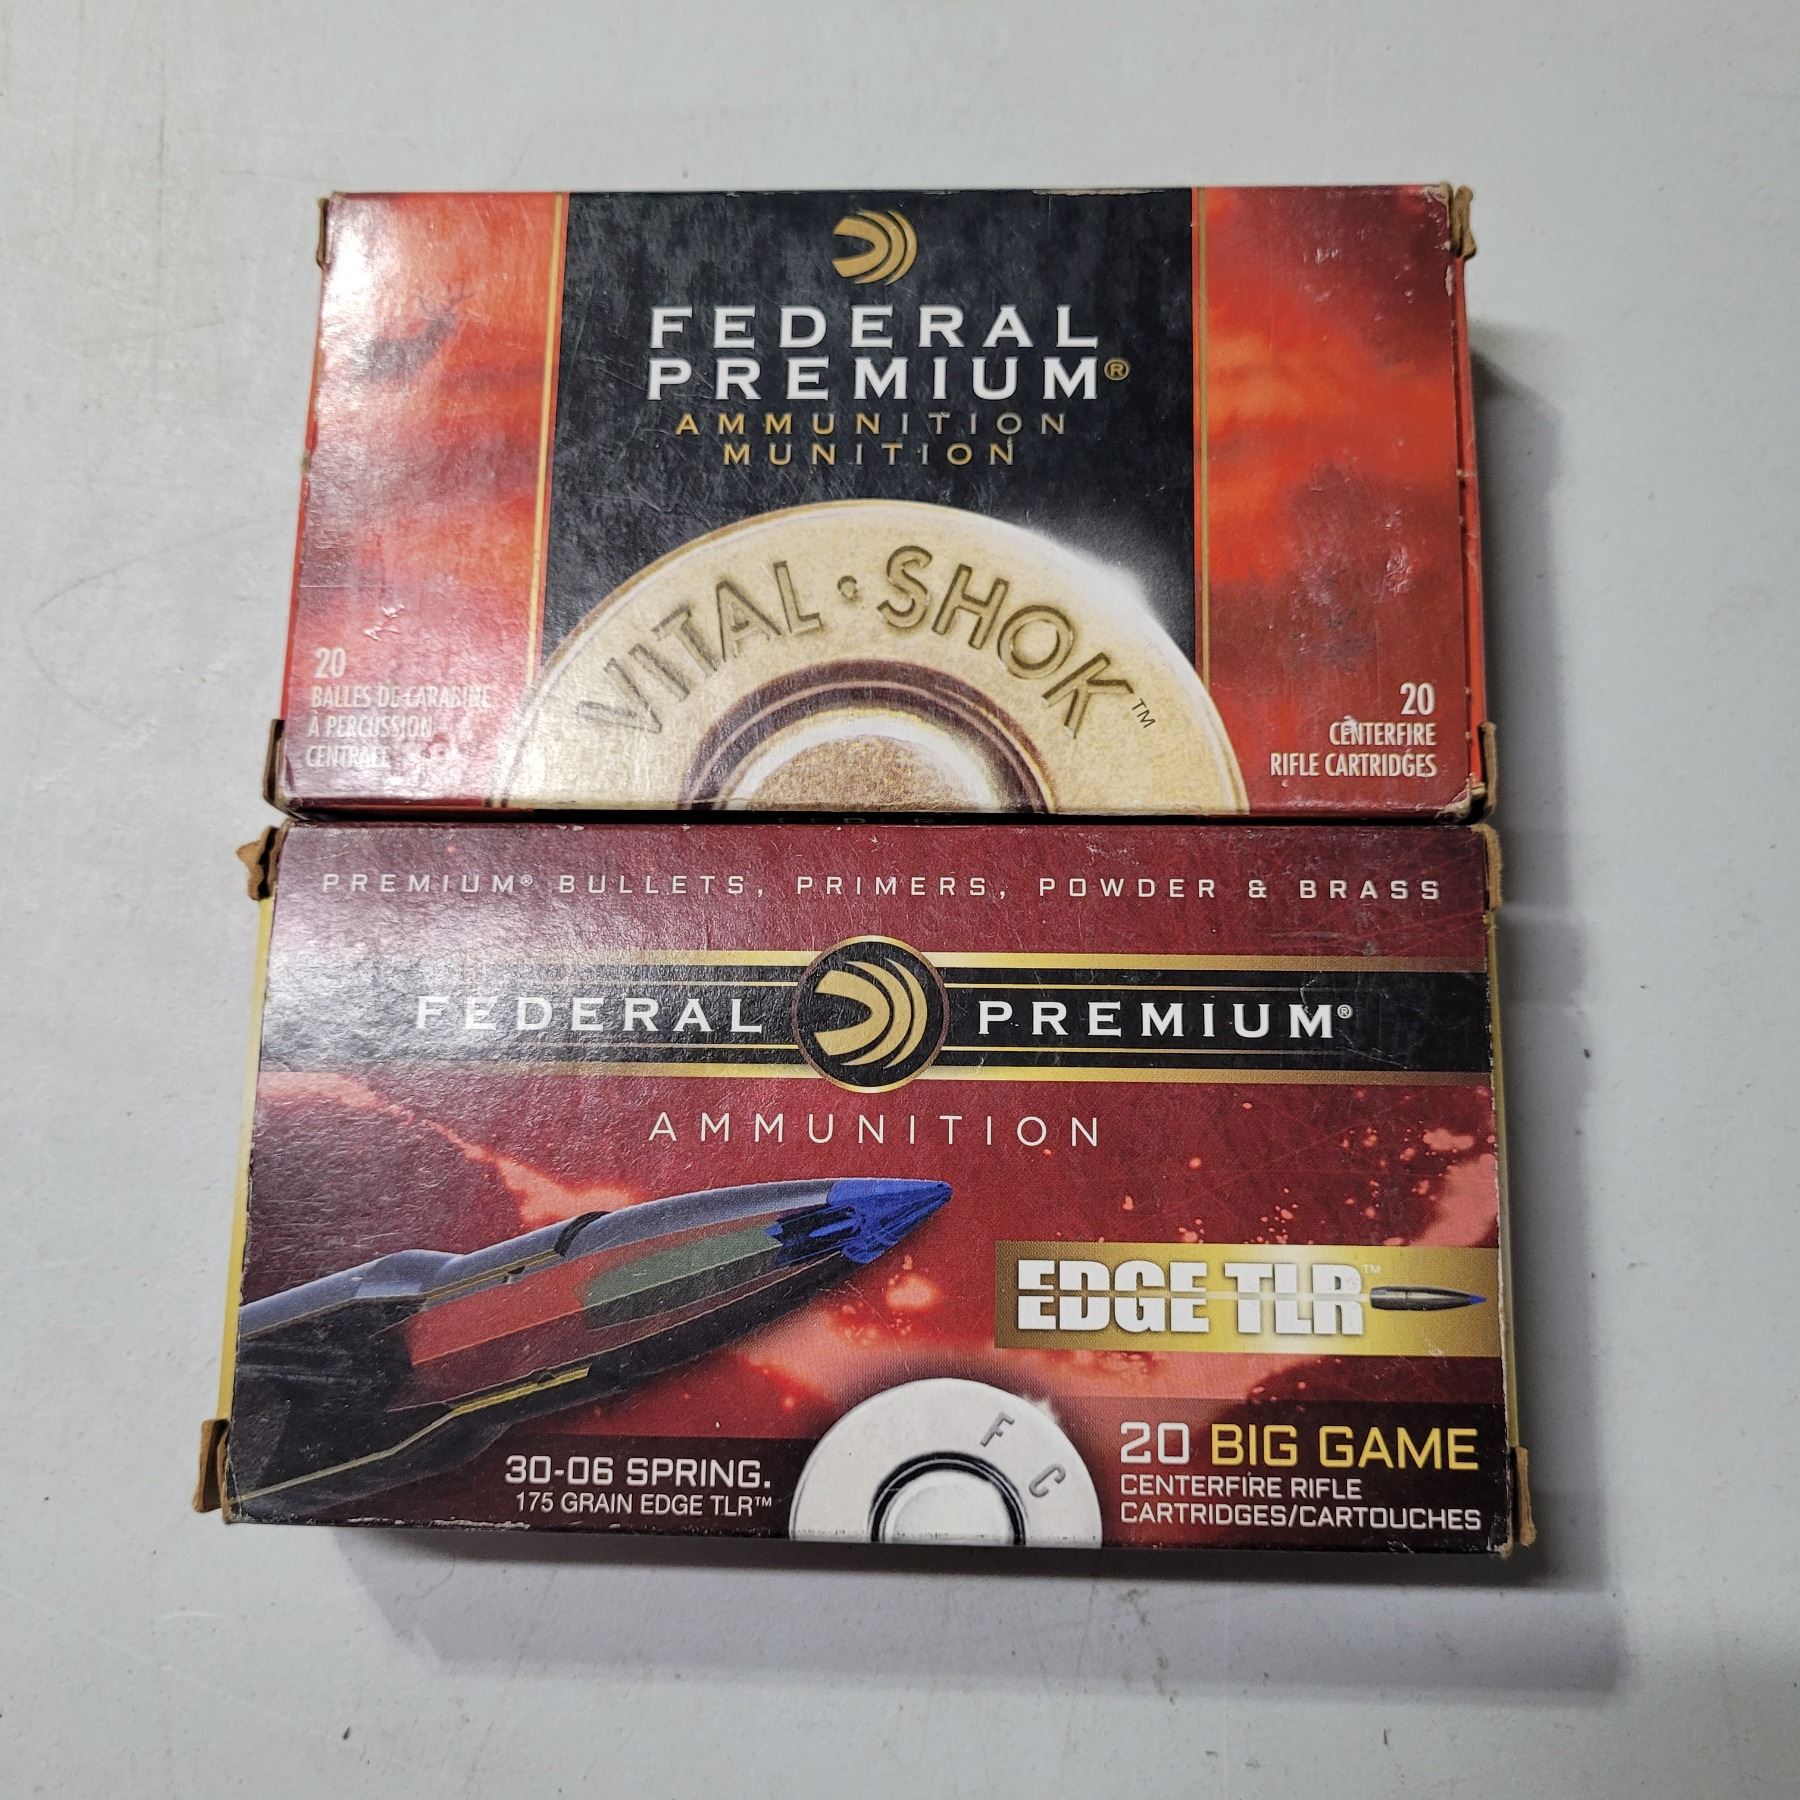 FEDERAL
PREMIUM®
AMMUNITION
MUNITION
VITAL·SHOK™
20
BALLES DE CARABINE
À PERCUSSION
CENTRALE
20
CENTERFIRE
RIFLE CARTRIDGES
PREMIUM® BULLETS, PRIMERS, POWDER & BRASS
FEDERAL PREMIUM®
AMMUNITION
EDGE TLR™
F C
30-06 SPRING.
175 GRAIN EDGE TLR™
20 BIG GAME
CENTERFIRE RIFLE
CARTRIDGES/CARTOUCHES